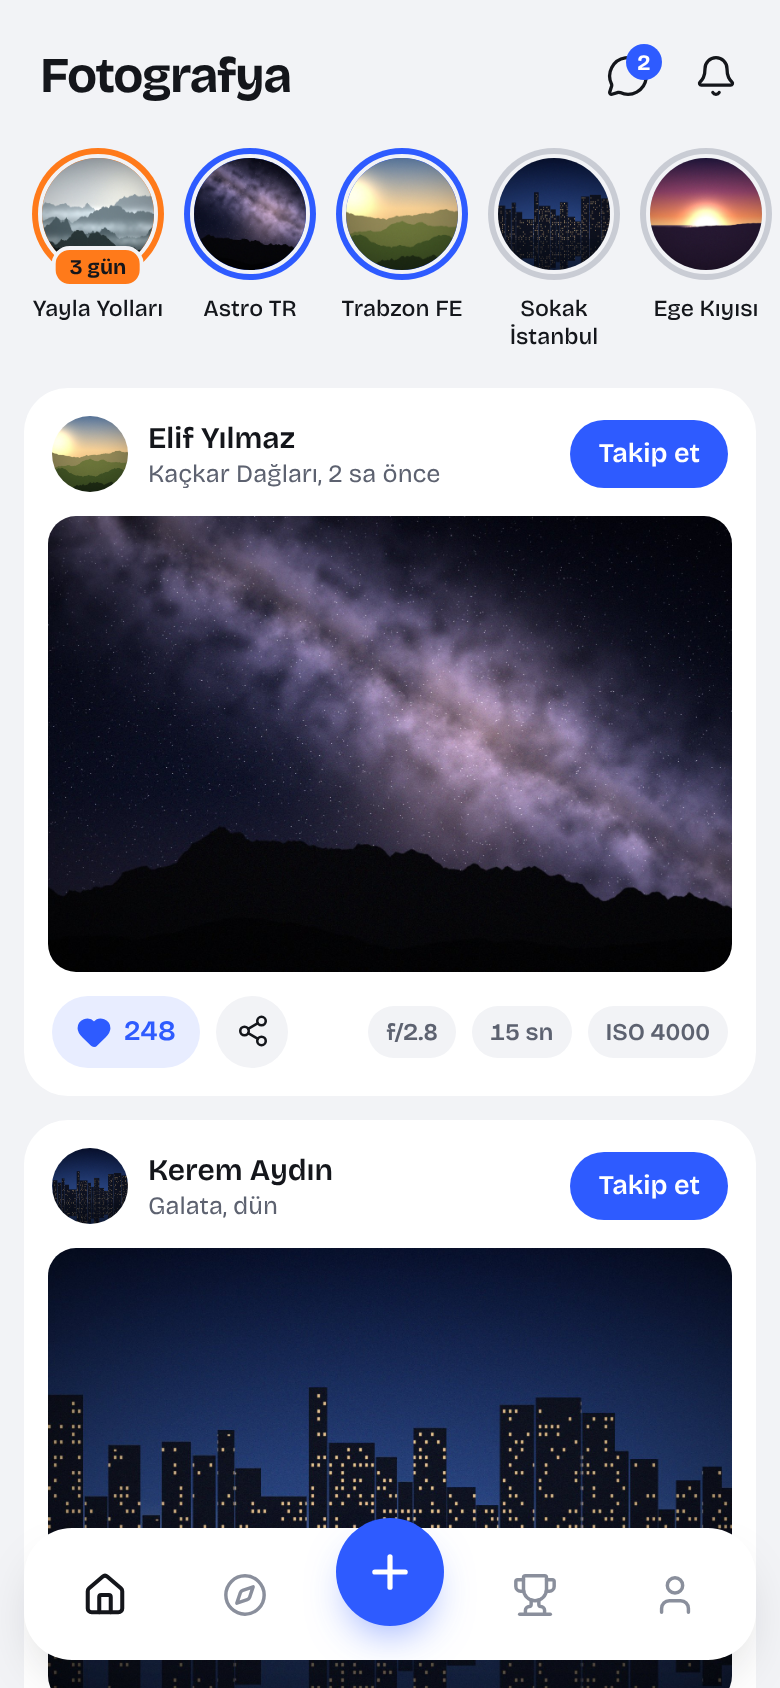 Fotografya
2
3 gün
Yayla Yolları
Astro TR
Trabzon FE
Sokak
İstanbul
Ege Kıyısı
Elif Yılmaz
Kaçkar Dağları, 2 sa önce
Takip et
248
f/2.8
15 sn
ISO 4000
Kerem Aydın
Galata, dün
Takip et